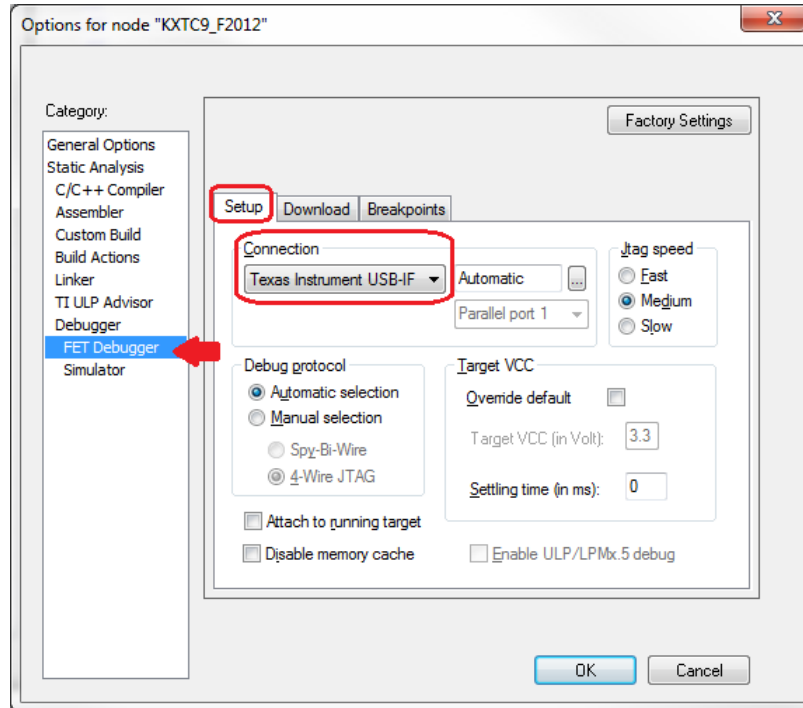 Options for node "KXTC9_F2012"
x
Category:
General Options
Static Analysis
C/C++ Compiler
Assembler
Custom Build
Build Actions
Linker
TI ULP Advisor
Debugger
FET Debugger
Simulator
Factory Settings
Setup Download Breakpoints
Connection
Texas Instrument USB-IF Automatic ...
Parallel port 1
Jtag speed
Fast
Medium
Slow
Debug protocol
Automatic selection
Manual selection
Spy-Bi-Wire
4-Wire JTAG
Target VCC
Override default
Target VCC (in Volt): 3.3
Settling time (in ms): 0
Attach to running target
Disable memory cache
Enable ULP/LPMx.5 debug
OK Cancel